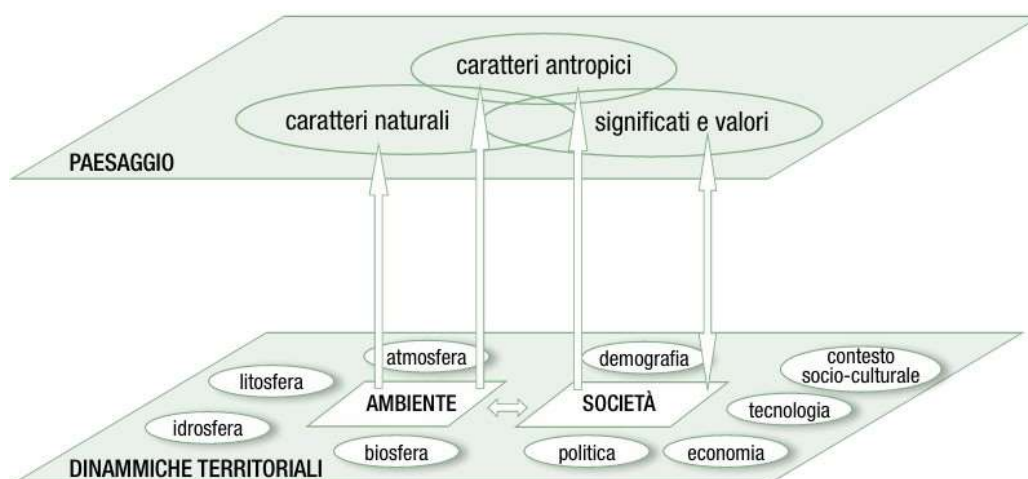 caratteri antropici
caratteri naturali
significati e valori
PAESAGGIO
atmosfera
demografia
contesto
socio-culturale
litosfera
AMBIENTE
SOCIETÀ
tecnologia
idrosfera
biosfera
politica
economia
DINAMMICHE TERRITORIALI